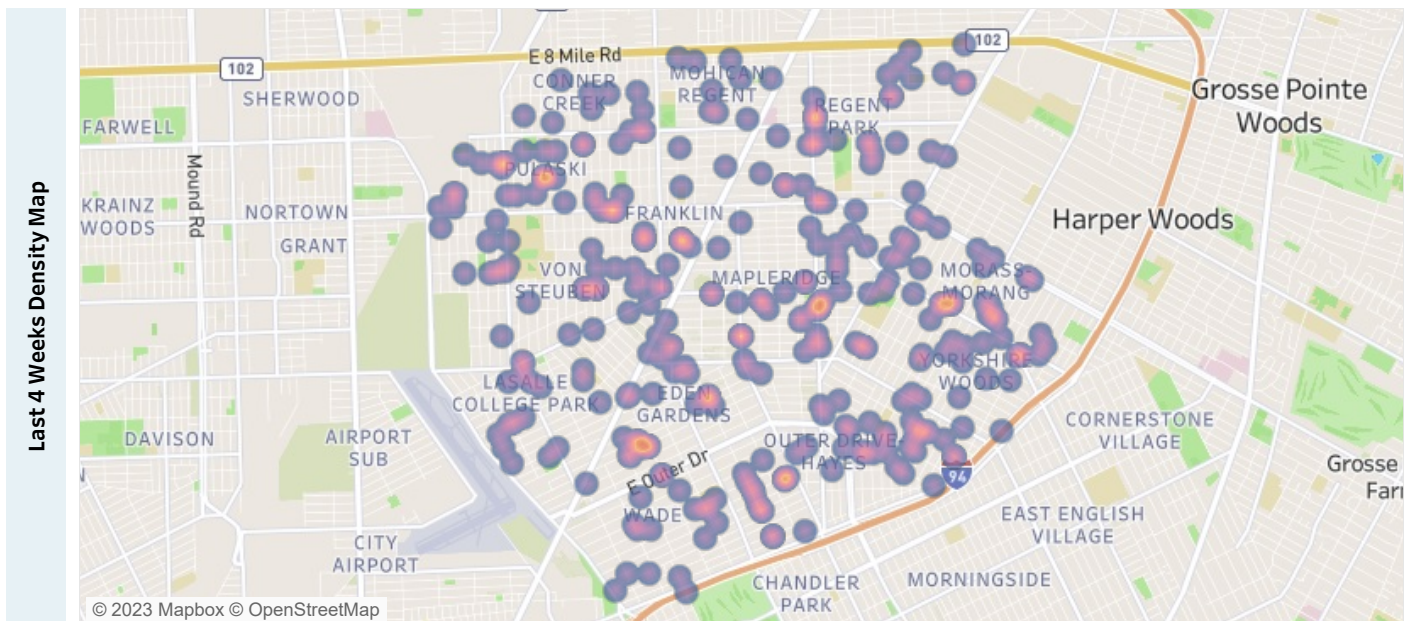 Last 4 Weeks Density Map
E 8 Mile Rd
102
102
SHERWOOD
CONNER
CREEK
MOHICAN
REGENT
REGENT
PARK
Grosse Pointe
Woods
FARWELL
Mound Rd
PULASKI
KRAINZ
WOODS
NORTOWN
FRANKLIN
Harper Woods
GRANT
VON
STEUBEN
MAPLERIDGE
MORASS-
MORANG
YORKSHIRE
WOODS
LASALLE
COLLEGE PARK
EDEN
GARDENS
DAVISON
AIRPORT
SUB
OUTER DRIVE-
HAYES
CORNERSTONE
VILLAGE
E Outer Dr
94
Grosse
WADE
EAST ENGLISH
VILLAGE
CITY
AIRPORT
CHANDLER
PARK
MORNINGSIDE
© 2023 Mapbox © OpenStreetMap